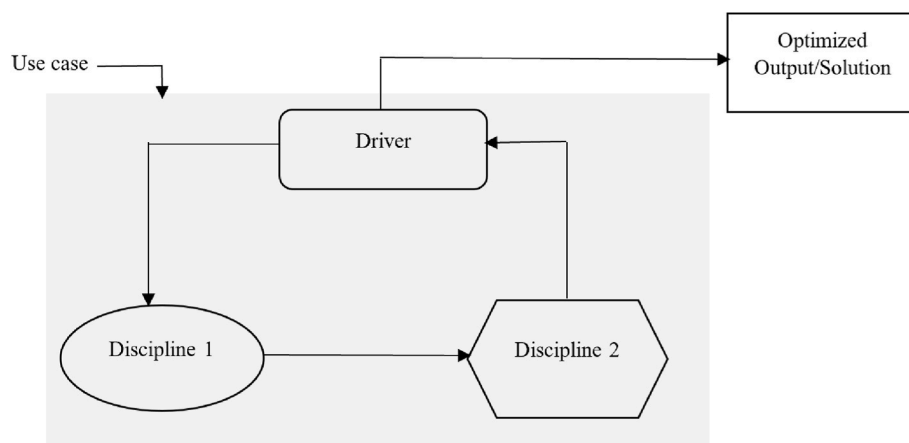 Optimized
Output/Solution
Use case
Driver
Discipline 1
Discipline 2